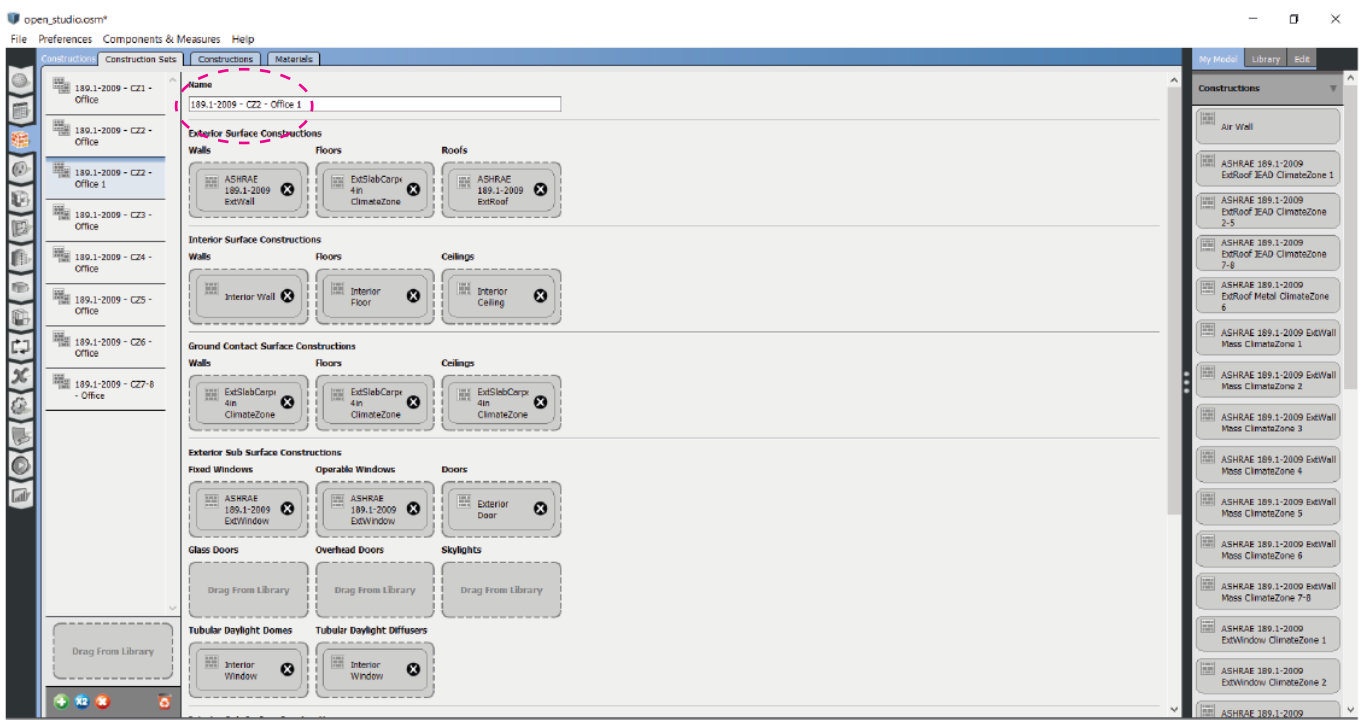 open_studio.osm*
File Preferences Components & Measures Help
Constructions Construction Sets Constructions Materials
My Model Library Edit
189.1-2009 - CZ1 -
Office
189.1-2009 - CZ2 -
Office
189.1-2009 - CZ2 -
Office 1
189.1-2009 - CZ3 -
Office
189.1-2009 - CZ4 -
Office
189.1-2009 - CZ5 -
Office
189.1-2009 - CZ6 -
Office
189.1-2009 - CZ7-8
- Office
Drag From Library
X2
Name
189.1-2009 - CZ2 - Office 1
Exterior Surface Constructions
Walls Floors Roofs
ASHRAE
189.1-2009
ExtWall
ExtSlabCarpe
4in
ClimateZone
ASHRAE
189.1-2009
ExtRoof
Interior Surface Constructions
Walls Floors Ceilings
Interior Wall
Interior
Floor
Interior
Ceiling
Ground Contact Surface Constructions
Walls Floors Ceilings
ExtSlabCarpe
4in
ClimateZone
ExtSlabCarpe
4in
ClimateZone
ExtSlabCarpe
4in
ClimateZone
Exterior Sub Surface Constructions
Fixed Windows Operable Windows Doors
ASHRAE
189.1-2009
ExtWindow
ASHRAE
189.1-2009
ExtWindow
Exterior
Door
Glass Doors Overhead Doors Skylights
Drag From Library Drag From Library Drag From Library
Tubular Daylight Domes Tubular Daylight Diffusers
Interior
Window
Interior
Window
Constructions
Air Wall
ASHRAE 189.1-2009
ExtRoof IEAD ClimateZone 1
ASHRAE 189.1-2009
ExtRoof IEAD ClimateZone
2-5
ASHRAE 189.1-2009
ExtRoof IEAD ClimateZone
7-8
ASHRAE 189.1-2009
ExtRoof Metal ClimateZone
6
ASHRAE 189.1-2009 ExtWall
Mass ClimateZone 1
ASHRAE 189.1-2009 ExtWall
Mass ClimateZone 2
ASHRAE 189.1-2009 ExtWall
Mass ClimateZone 3
ASHRAE 189.1-2009 ExtWall
Mass ClimateZone 4
ASHRAE 189.1-2009 ExtWall
Mass ClimateZone 5
ASHRAE 189.1-2009 ExtWall
Mass ClimateZone 6
ASHRAE 189.1-2009 ExtWall
Mass ClimateZone 7-8
ASHRAE 189.1-2009
ExtWindow ClimateZone 1
ASHRAE 189.1-2009
ExtWindow ClimateZone 2
ASHRAE 189.1-2009